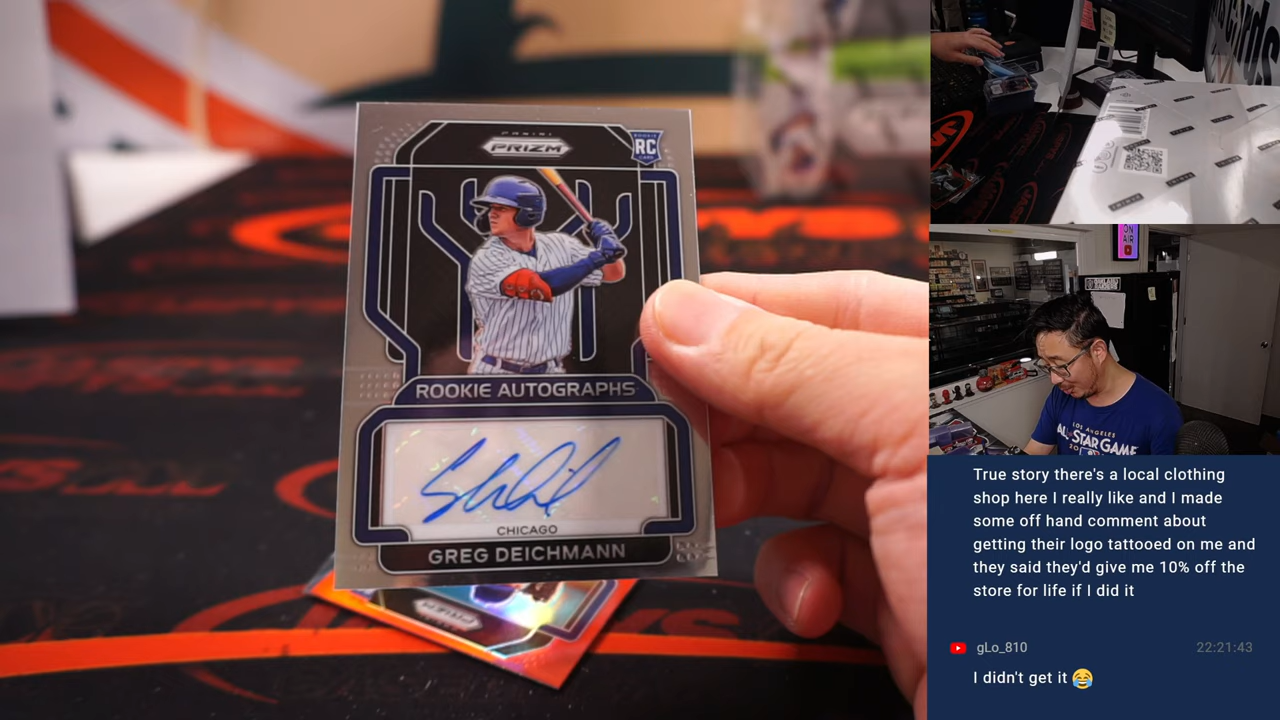 PANINI
PRIZM
ROOKIE
RC
CARD
ROOKIE AUTOGRAPHS
CHICAGO
GREG DEICHMANN
PRIZM
ON
AIR
LOS ANGELES
ALL-STAR GAME
True story there's a local clothing
shop here I really like and I made
some off hand comment about
getting their logo tattooed on me and
they said they'd give me 10% off the
store for life if I did it
gLo_810 22:21:43
I didn't get it 😂